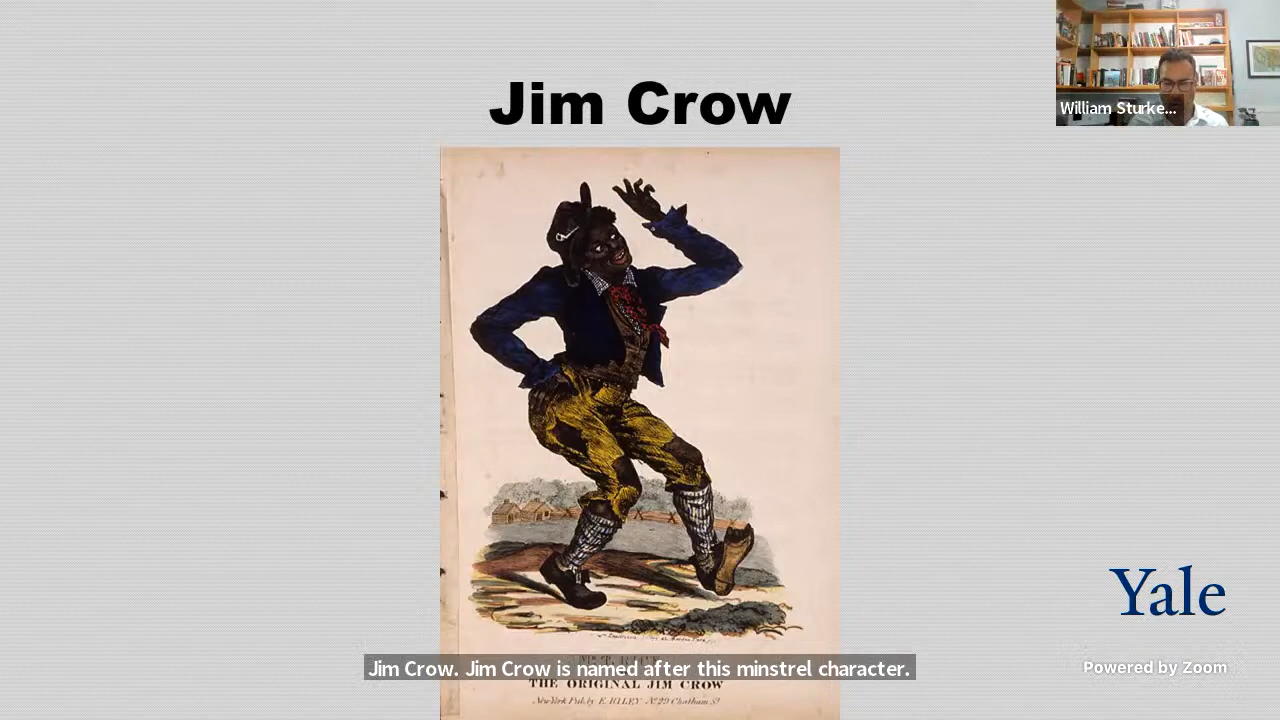 Jim Crow
William Sturke...
Yale
Jim Crow. Jim Crow is named after this minstrel character.
Powered by Zoom
THE ORIGINAL JIM CROW
New York Pub. by E. RILEY No. 29 Chatham St